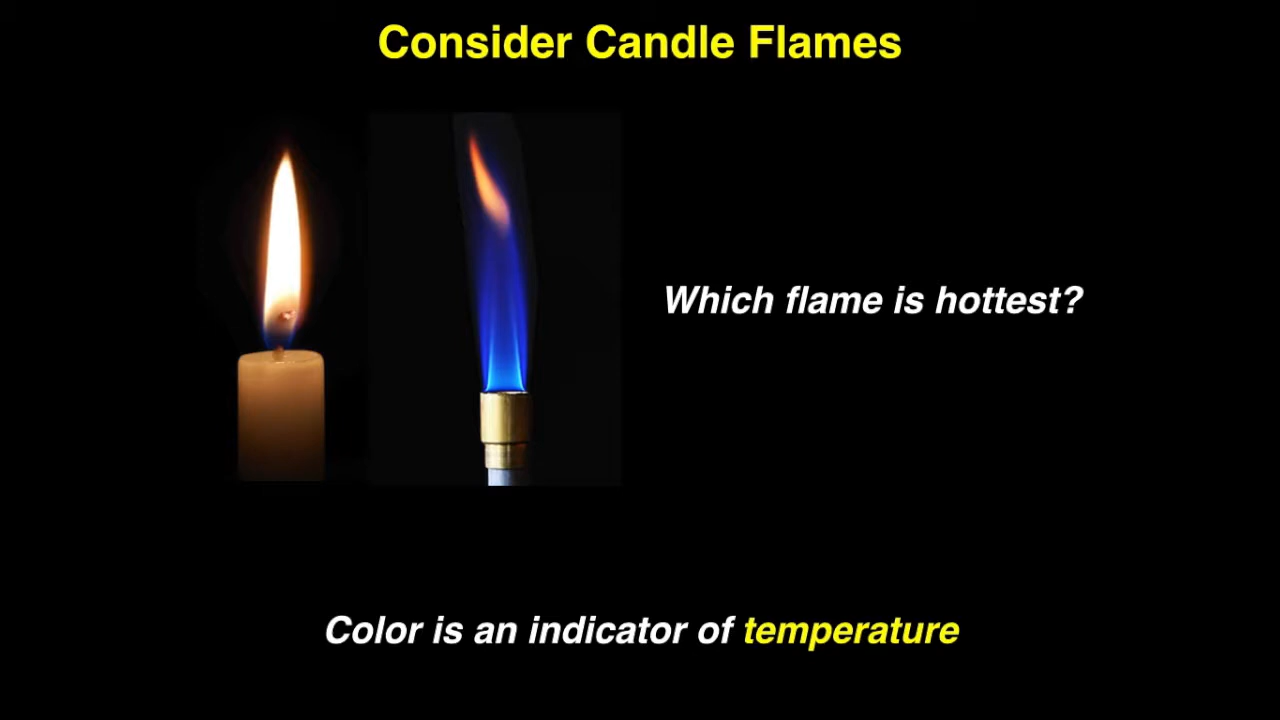 Consider Candle Flames
Which flame is hottest?
Color is an indicator of temperature